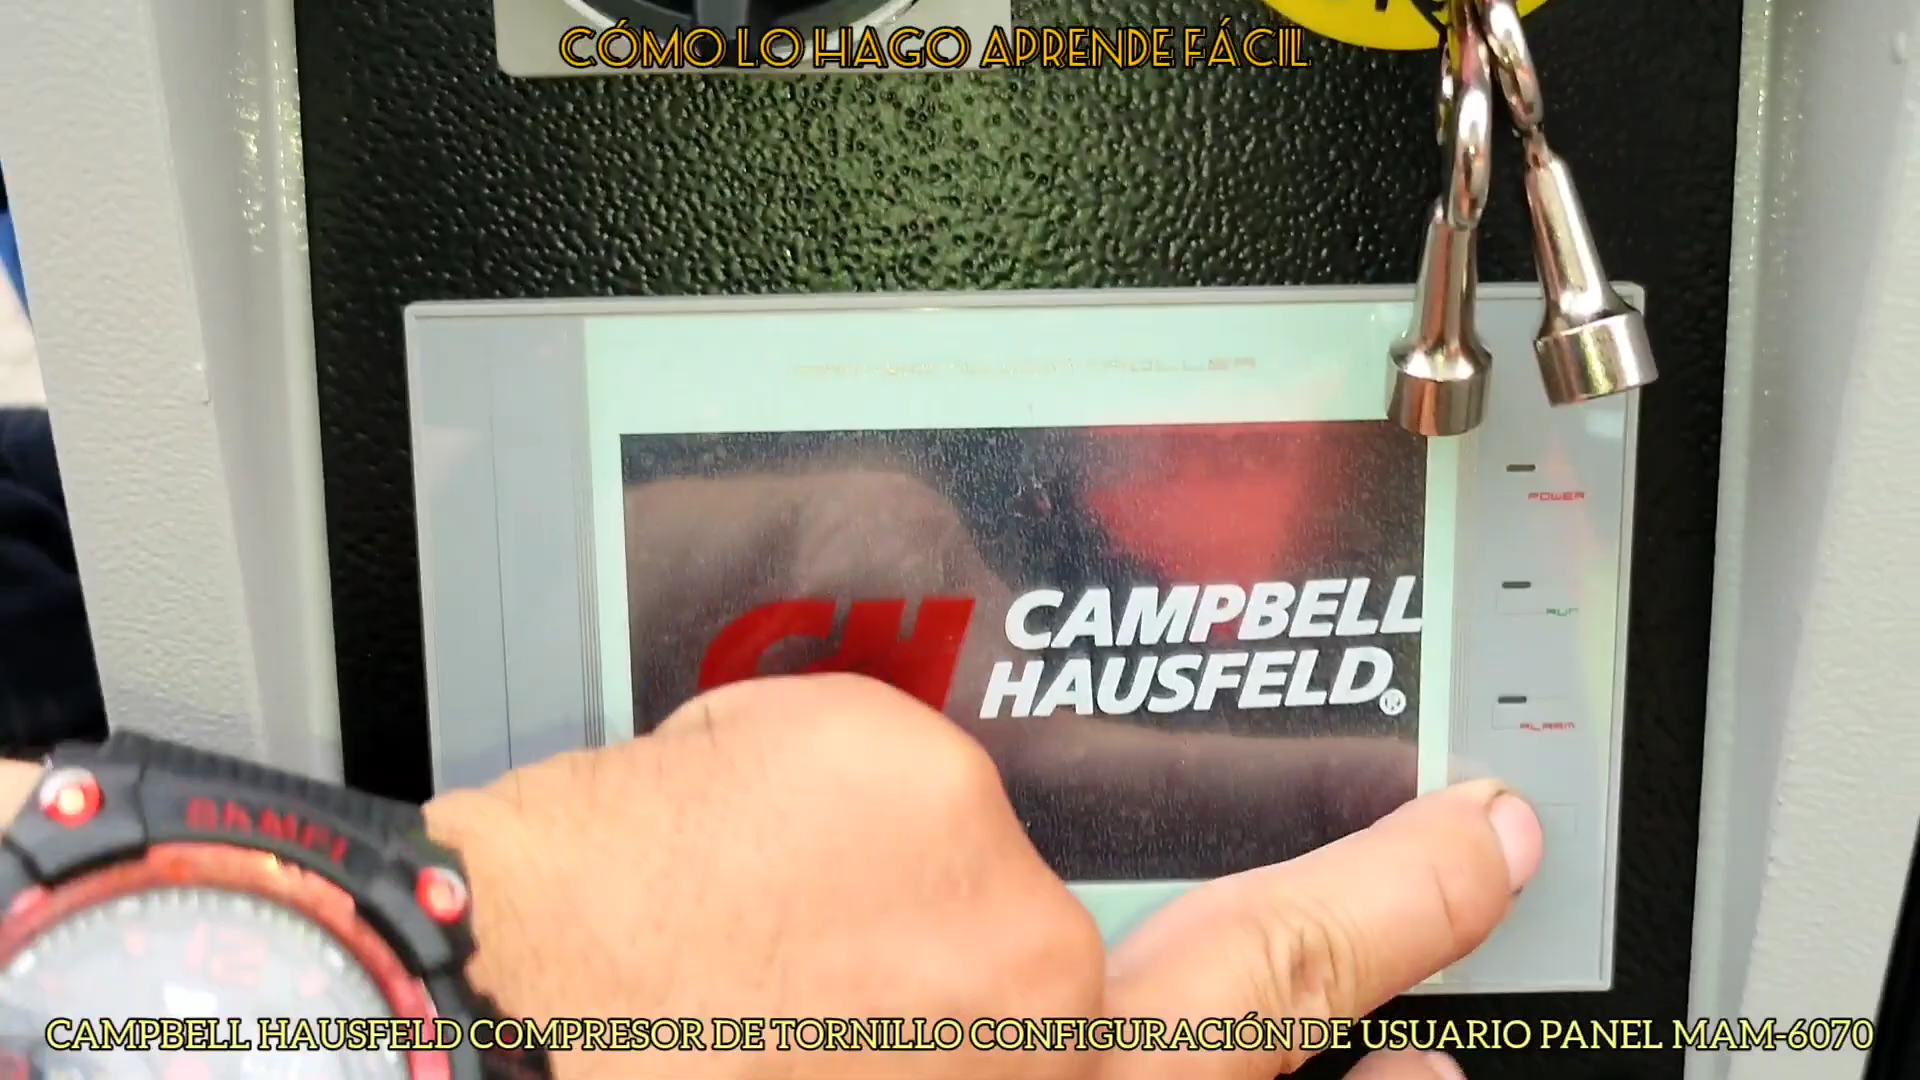 CÓMO LO HAGO APRENDE FÁCIL
POWER
CAMPBELL
HAUSFELD®
RUN
ALARM
12
CAMPBELL HAUSFELD COMPRESOR DE TORNILLO CONFIGURACIÓN DE USUARIO PANEL MAM-6070